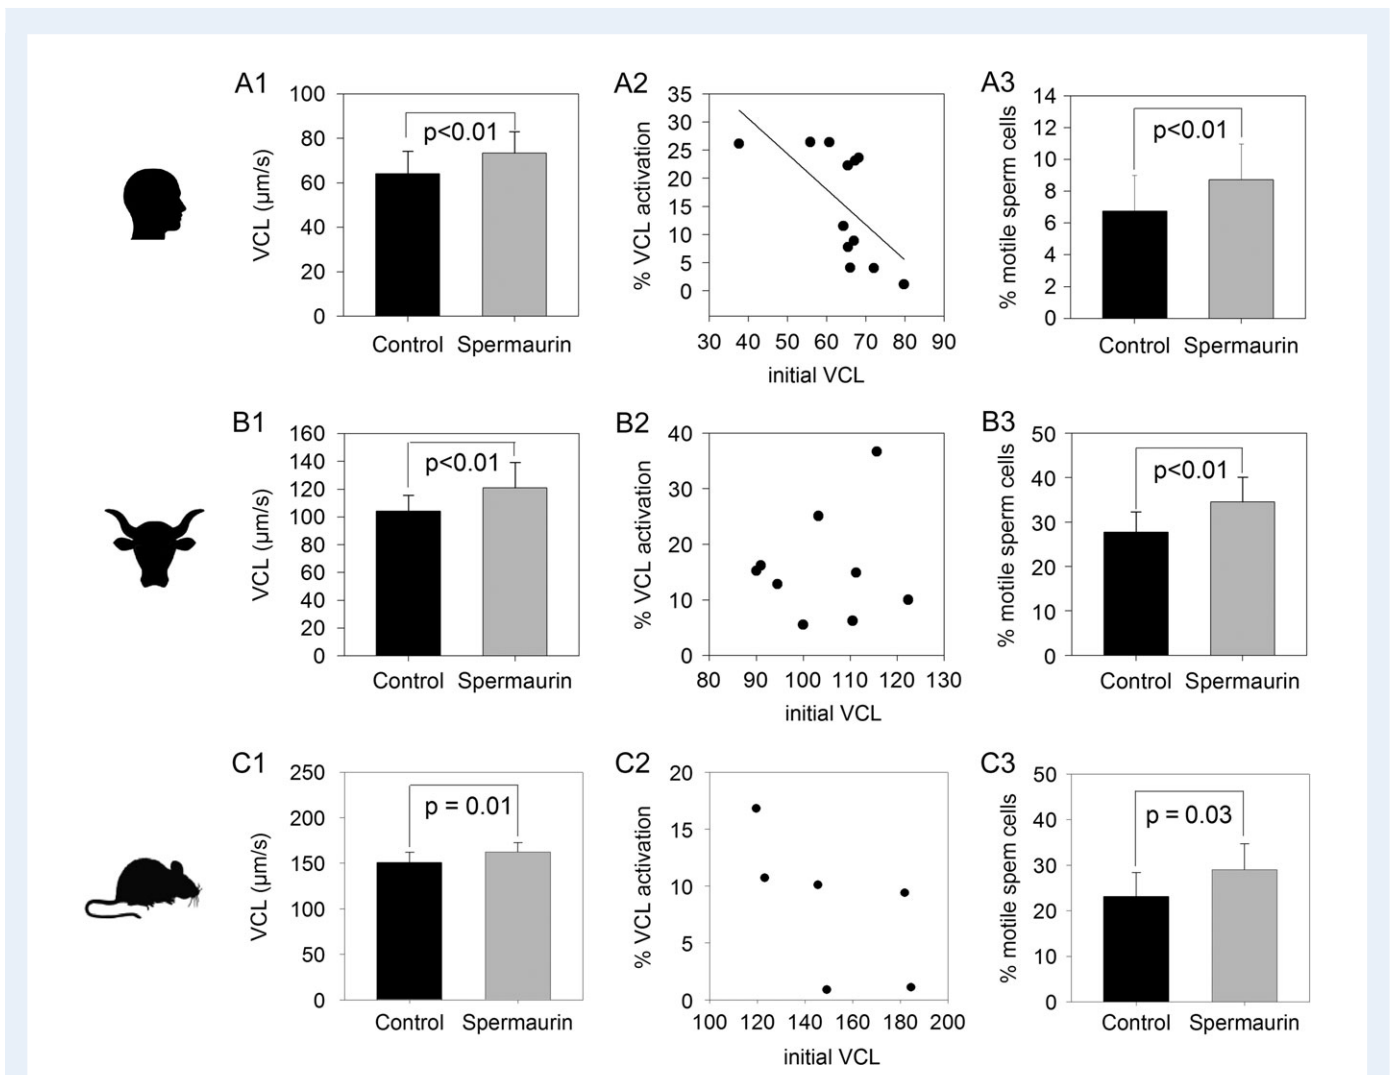 A1
100
80
60
40
20
0
VCL (µm/s)
p<0.01
Control Spermaurin
A2
35
30
25
20
15
10
5
0
% VCL activation
30 40 50 60 70 80 90
initial VCL
A3
14
12
10
8
6
4
2
0
% motile sperm cells
p<0.01
Control Spermaurin
B1
160
140
120
100
80
60
40
20
0
VCL (µm/s)
p<0.01
Control Spermaurin
B2
40
30
20
10
0
% VCL activation
80 90 100 110 120 130
initial VCL
B3
50
40
30
20
10
0
% motile sperm cells
p<0.01
Control Spermaurin
C1
250
200
150
100
50
0
VCL (µm/s)
p = 0.01
Control Spermaurin
C2
20
15
10
5
0
% VCL activation
100 120 140 160 180 200
initial VCL
C3
50
40
30
20
10
0
% motile spem cells
p = 0.03
Control Spermaurin